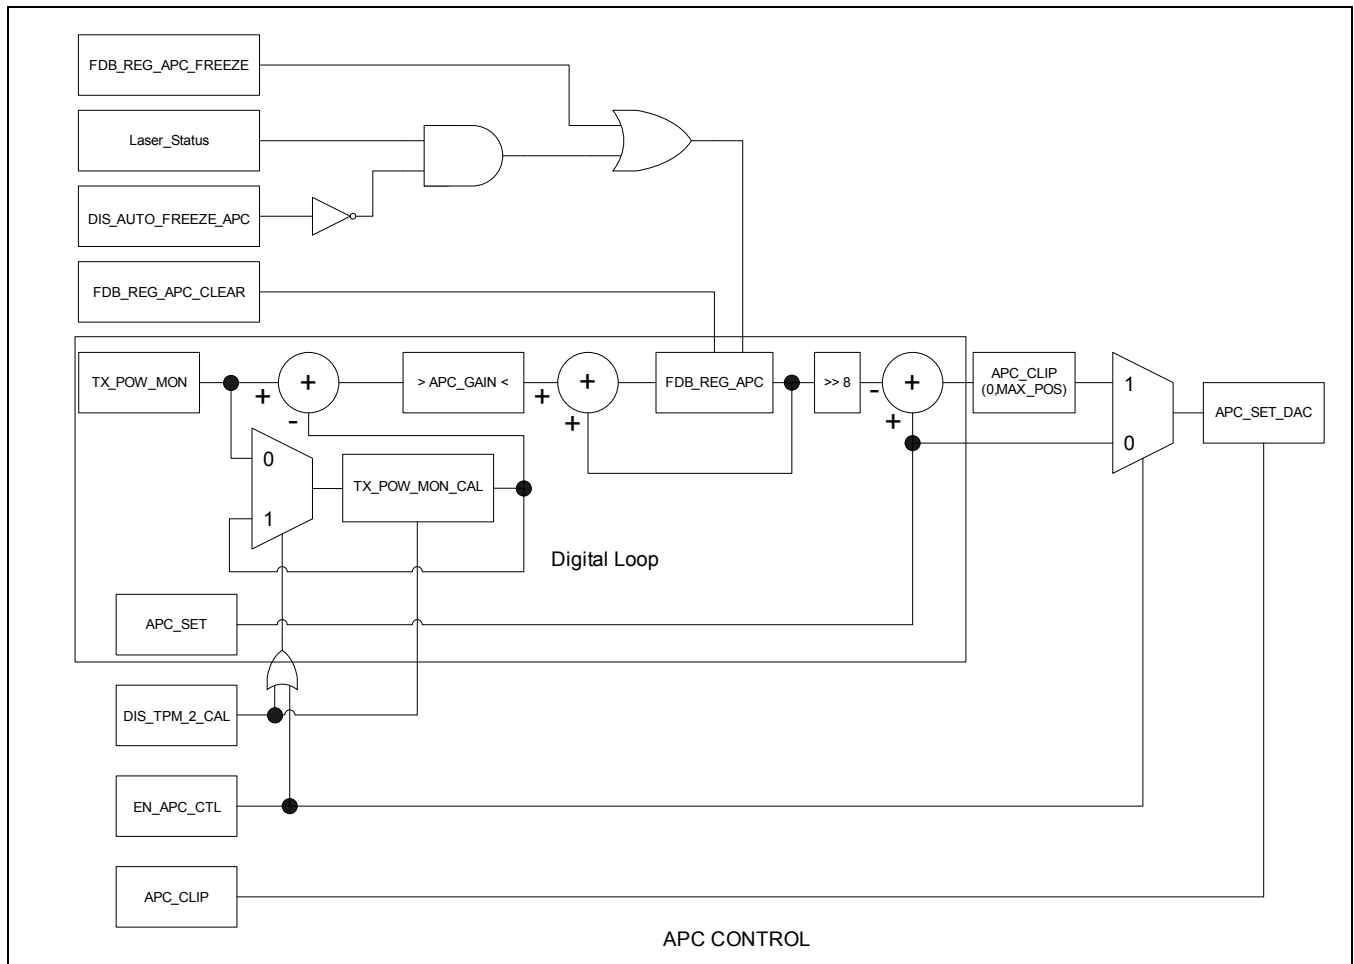 FDB_REG_APC_FREEZE
Laser_Status
DIS_AUTO_FREEZE_APC
FDB_REG_APC_CLEAR
TX_POW_MON
+
-
+
> APC_GAIN <
+
+
+
FDB_REG_APC
>> 8
-
+
+
APC_CLIP
(0,MAX_POS)
1
0
APC_SET_DAC
0
1
TX_POW_MON_CAL
Digital Loop
APC_SET
DIS_TPM_2_CAL
EN_APC_CTL
APC_CLIP
APC CONTROL